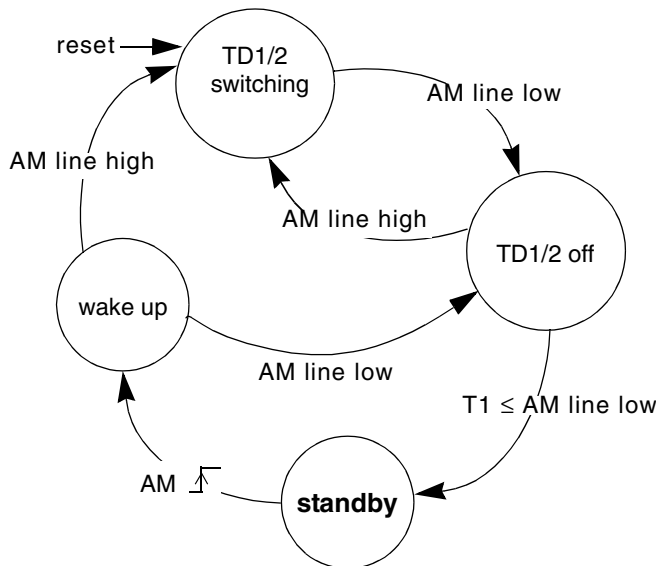 reset
TD1/2
switching
AM line low
AM line high
AM line high
TD1/2 off
wake up
AM line low
T1 ≤ AM line low
AM
standby